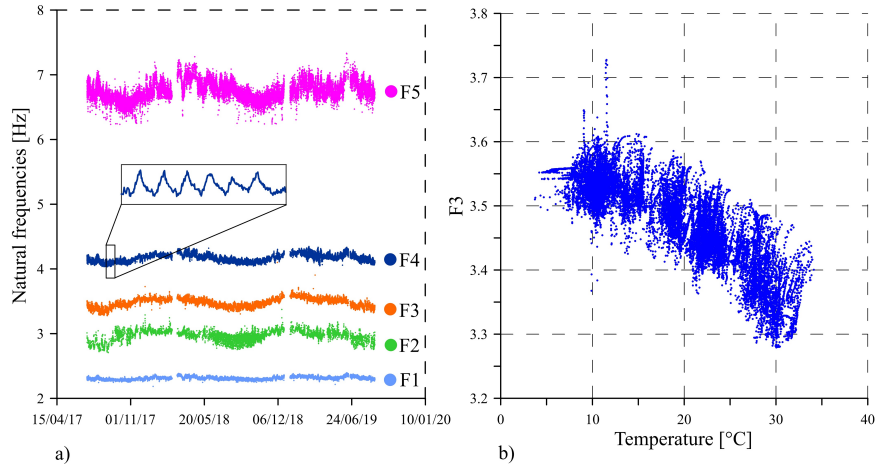 8
7
6
5
4
3
2
Natural frequencies [Hz]
F5
F4
F3
F2
F1
15/04/17
01/11/17
20/05/18
06/12/18
24/06/19
10/01/20
a)
3.8
3.7
3.6
3.5
3.4
3.3
3.2
F3
0
10
20
30
40
Temperature [°C]
b)